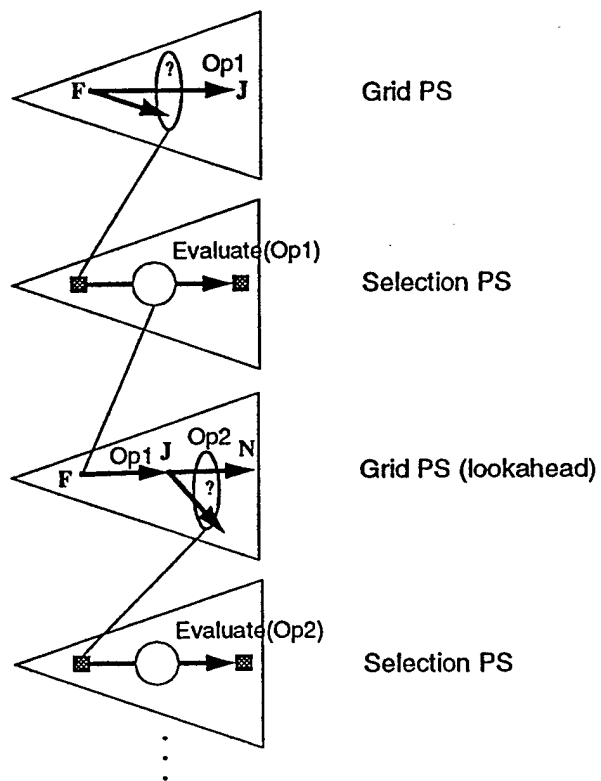 ? Op1
F J Grid PS
Evaluate(Op1)
Selection PS
Op2
Op1 J N
F ? Grid PS (lookahead)
Evaluate(Op2)
Selection PS